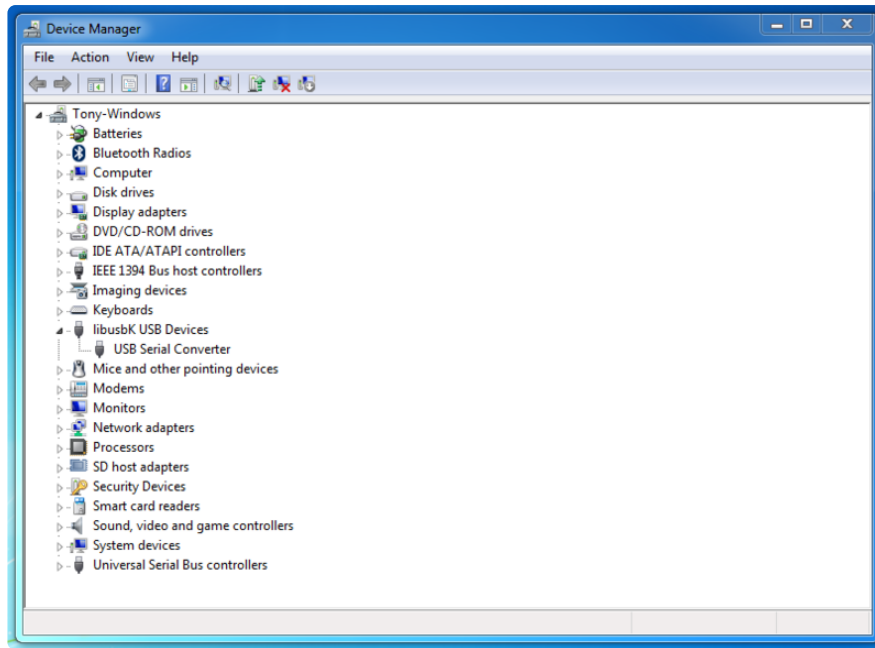 Device Manager
File Action View Help
Tony-Windows
Batteries
Bluetooth Radios
Computer
Disk drives
Display adapters
DVD/CD-ROM drives
IDE ATA/ATAPI controllers
IEEE 1394 Bus host controllers
Imaging devices
Keyboards
libusbK USB Devices
USB Serial Converter
Mice and other pointing devices
Modems
Monitors
Network adapters
Processors
SD host adapters
Security Devices
Smart card readers
Sound, video and game controllers
System devices
Universal Serial Bus controllers